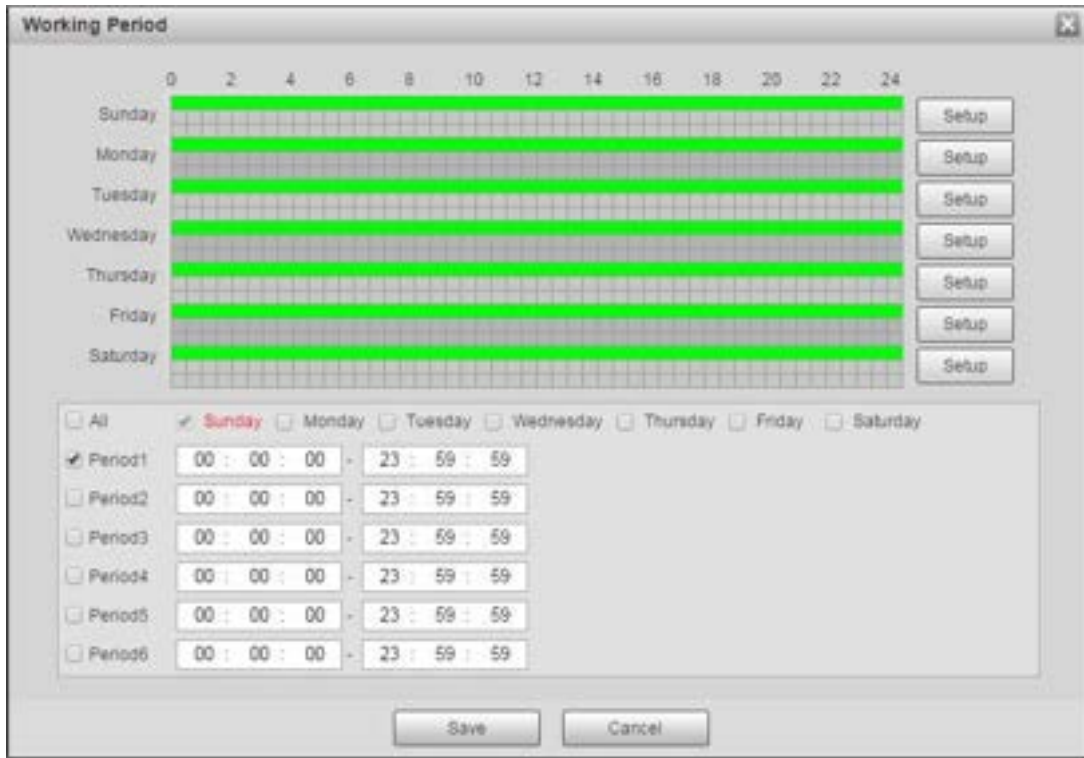 Working Period
0 2 4 6 8 10 12 14 16 18 20 22 24
Sunday Setup
Monday Setup
Tuesday Setup
Wednesday Setup
Thursday Setup
Friday Setup
Saturday Setup
All Sunday Monday Tuesday Wednesday Thursday Friday Saturday
Period1 00 : 00 : 00 - 23 : 59 : 59
Period2 00 : 00 : 00 - 23 : 59 : 59
Period3 00 : 00 : 00 - 23 : 59 : 59
Period4 00 : 00 : 00 - 23 : 59 : 59
Period5 00 : 00 : 00 - 23 : 59 : 59
Period6 00 : 00 : 00 - 23 : 59 : 59
Save Cancel